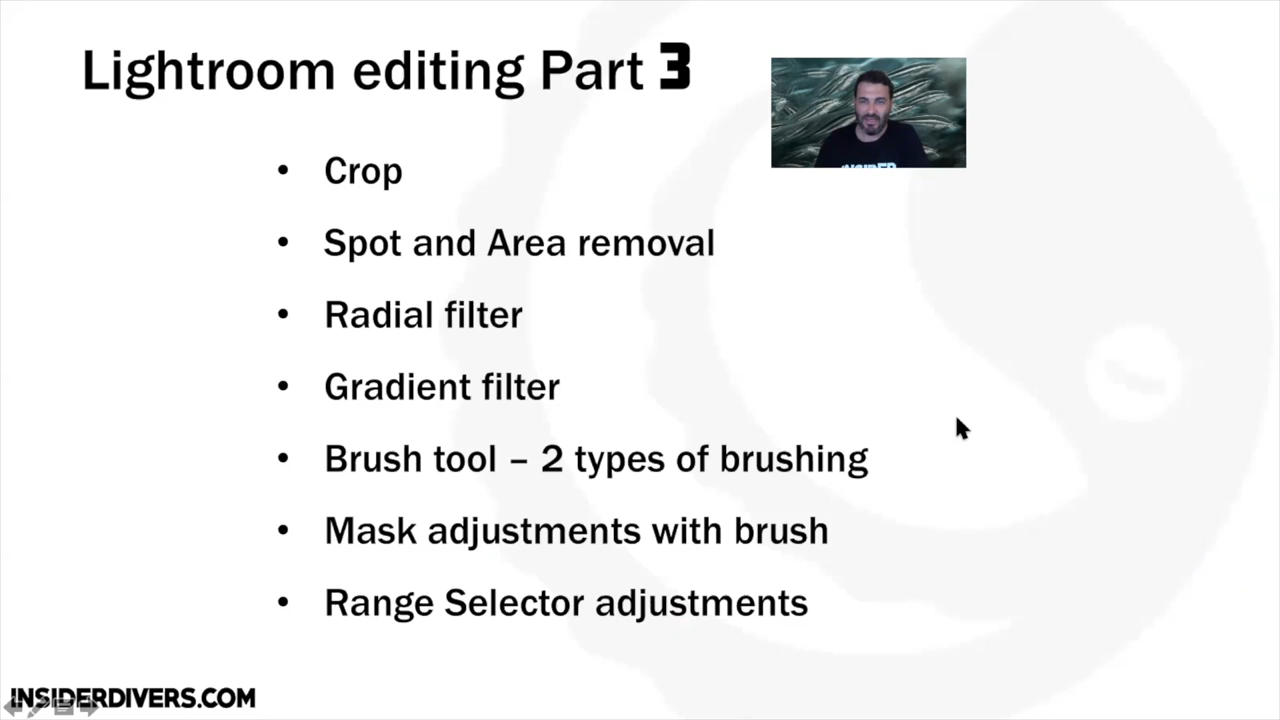 Lightroom editing Part 3
• Crop
• Spot and Area removal
• Radial filter
• Gradient filter
• Brush tool – 2 types of brushing
• Mask adjustments with brush
• Range Selector adjustments
INSIDER
INSIDERDIVERS.COM